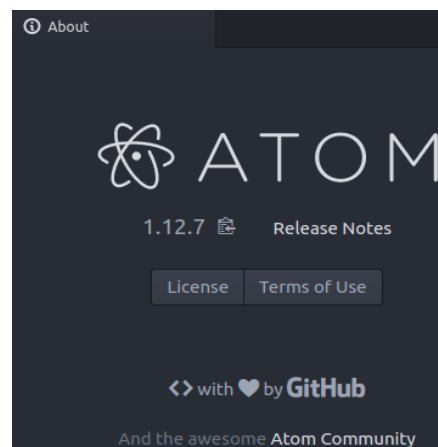 About
ATOM
1.12.7 Release Notes
License Terms of Use
<> with by GitHub
And the awesome Atom Community